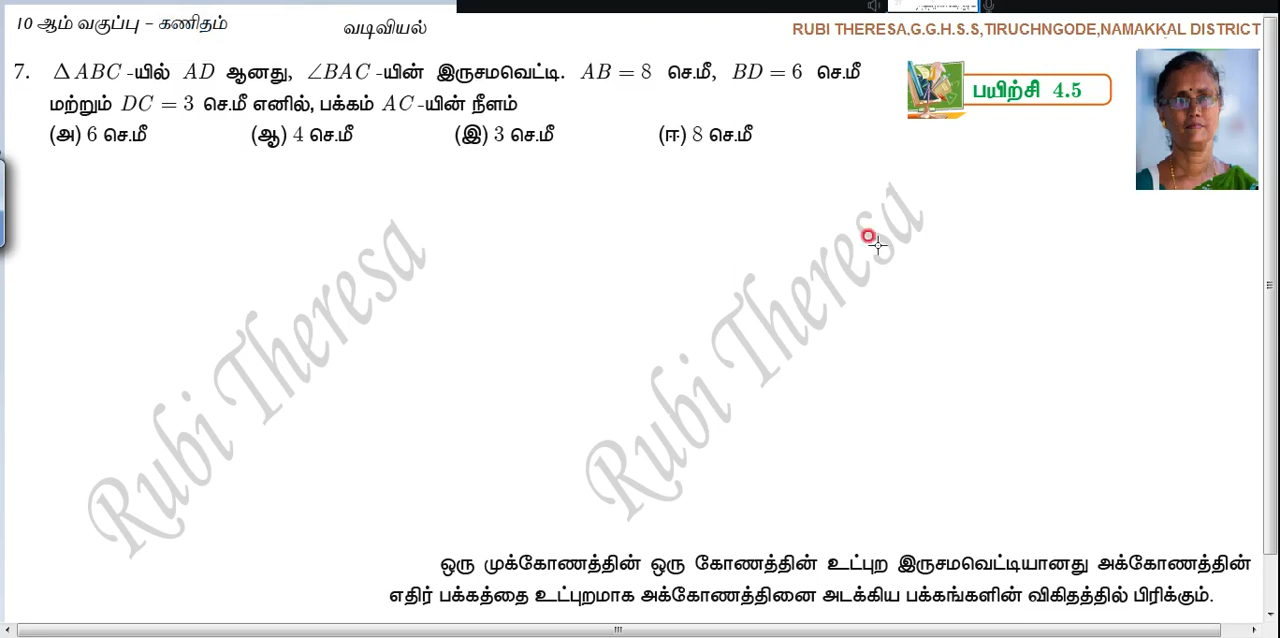 10 ஆம் வகுப்பு – கணிதம்
வடிவியல்
RUBI THERESA,G.G.H.S.S,TIRUCHNGODE,NAMAKKAL DISTRICT
7. ΔABC -யில் AD ஆனது, ∠BAC -யின் இருசமவெட்டி. AB = 8 செ.மீ, BD = 6 செ.மீ
மற்றும் DC = 3 செ.மீ எனில், பக்கம் AC -யின் நீளம்
(அ) 6 செ.மீ (ஆ) 4 செ.மீ (இ) 3 செ.மீ (ஈ) 8 செ.மீ
பயிற்சி 4.5
Rubi Theresa
Rubi Theresa
ஒரு முக்கோணத்தின் ஒரு கோணத்தின் உட்புற இருசமவெட்டியானது அக்கோணத்தின்
எதிர் பக்கத்தை உட்புறமாக அக்கோணத்தினை அடக்கிய பக்கங்களின் விகிதத்தில் பிரிக்கும்.